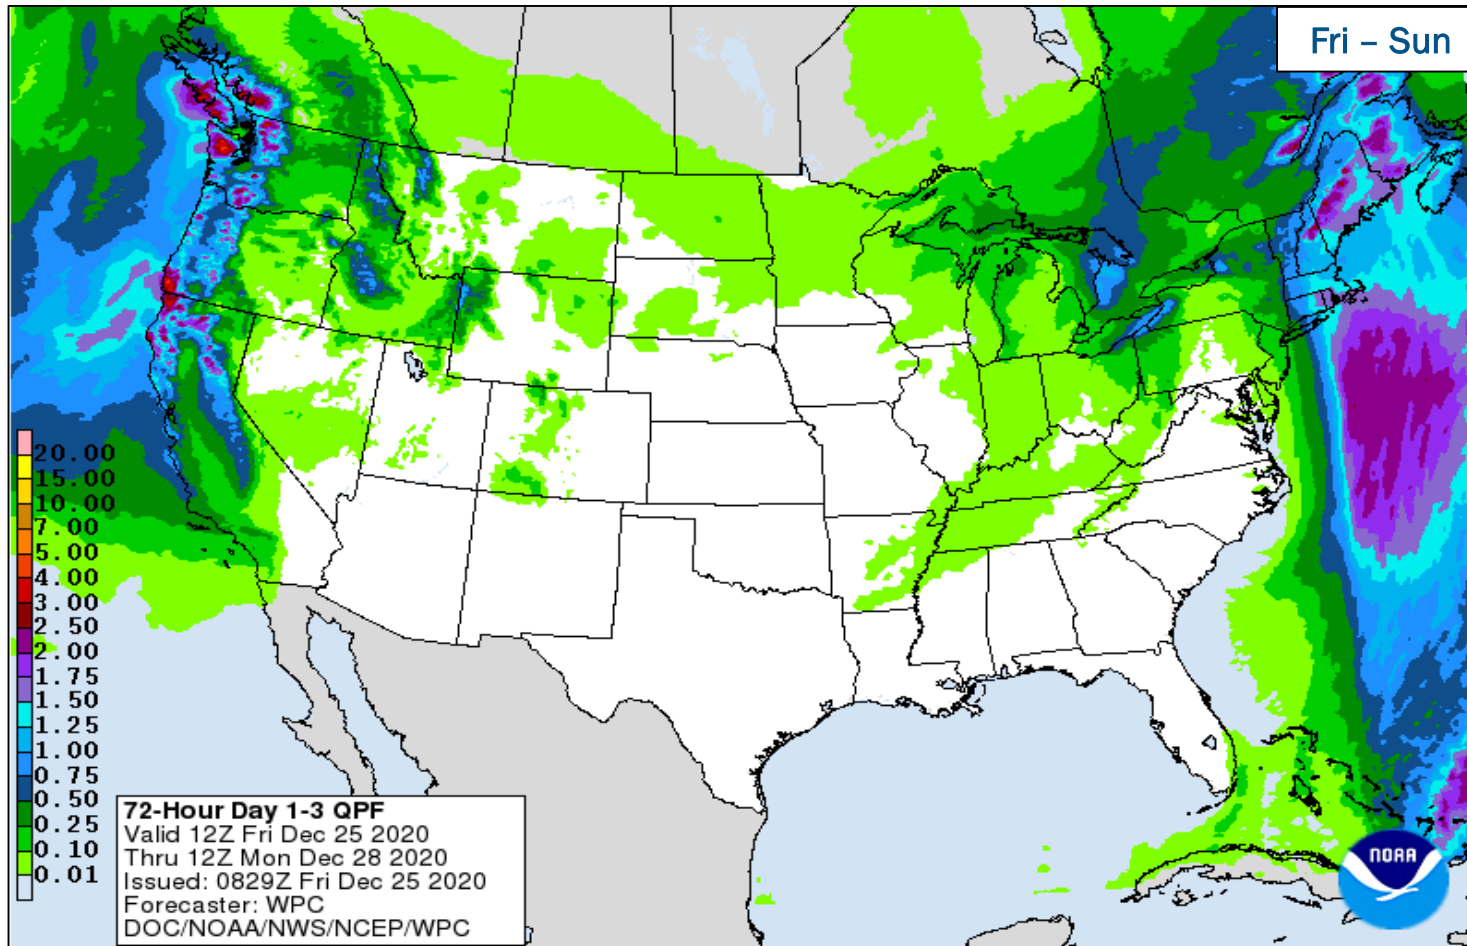 Fri – Sun
20.00
15.00
10.00
7.00
5.00
4.00
3.00
2.50
2.00
1.75
1.50
1.25
1.00
0.75
0.50
0.25
0.10
0.01
72-Hour Day 1-3 QPF
Valid 12Z Fri Dec 25 2020
Thru 12Z Mon Dec 28 2020
Issued: 0829Z Fri Dec 25 2020
Forecaster: WPC
DOC/NOAA/NWS/NCEP/WPC
NOAA